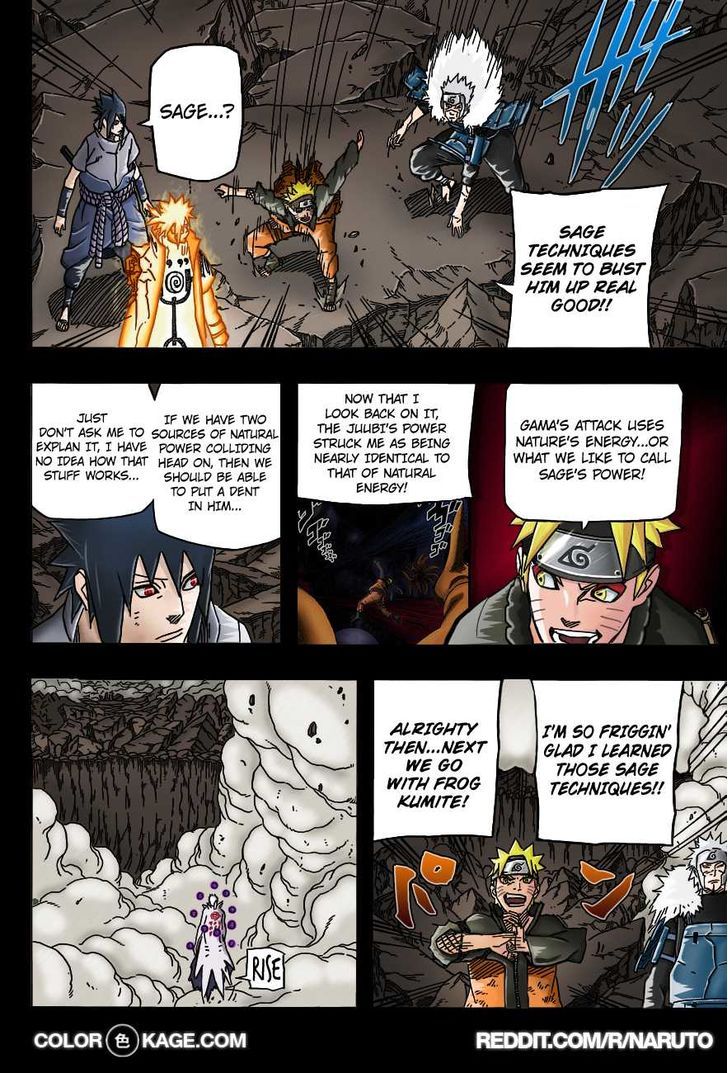 SAGE...?
SAGE
TECHNIQUES
SEEM TO BUST
HIM UP REAL
GOOD!!
GAMA'S ATTACK USES
NATURE'S ENERGY...OR
WHAT WE LIKE TO CALL
SAGE'S POWER!
NOW THAT I
LOOK BACK ON IT,
THE JUUBI'S POWER
STRUCK ME AS BEING
NEARLY IDENTICAL TO
THAT OF NATURAL
ENERGY!
IF WE HAVE TWO
SOURCES OF NATURAL
POWER COLLIDING
HEAD ON, THEN WE
SHOULD BE ABLE
TO PUT A DENT
IN HIM...
JUST
DON'T ASK ME TO
EXPLAIN IT, I HAVE
NO IDEA HOW THAT
STUFF WORKS...
I'M SO FRIGGIN'
GLAD I LEARNED
THOSE SAGE
TECHNIQUES!!
ALRIGHTY
THEN...NEXT
WE GO
WITH FROG
KUMITE!
パン
RISE
COLOR 色 KAGE.COM
REDDIT.COM/R/NARUTO